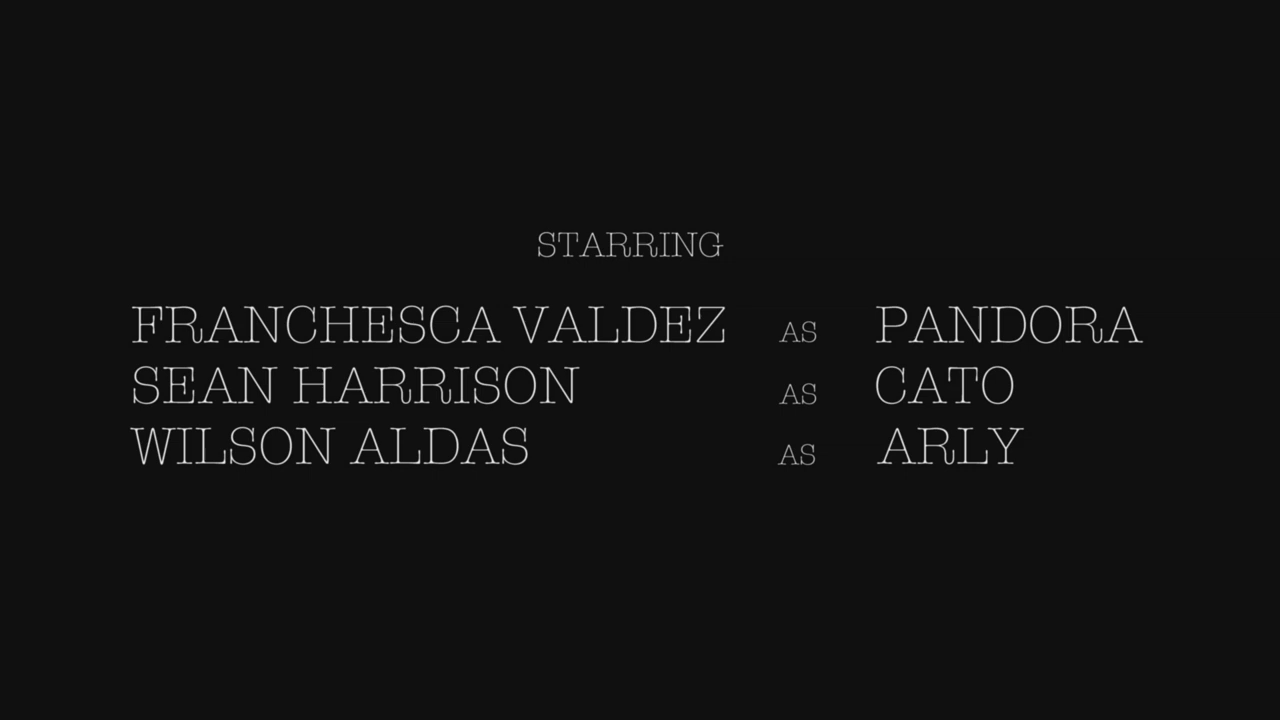 STARRING
FRANCHESCA VALDEZ AS PANDORA
SEAN HARRISON AS CATO
WILSON ALDAS AS ARLY